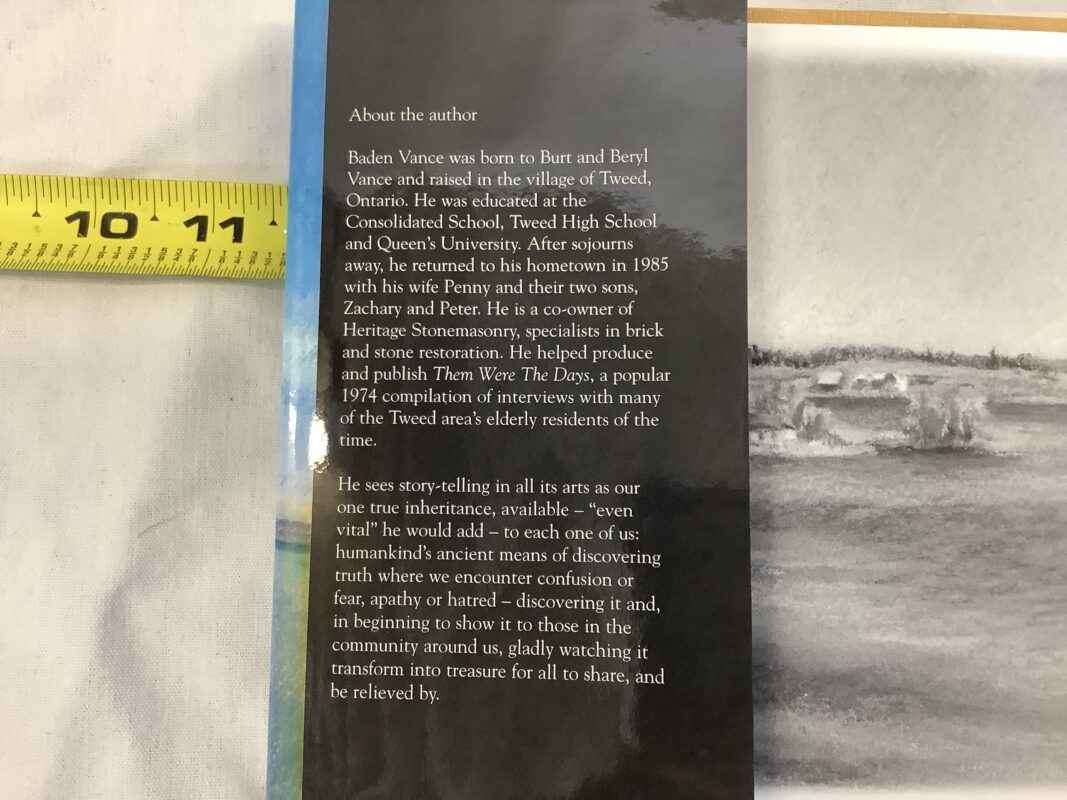 10 11
About the author
Baden Vance was born to Burt and Beryl
Vance and raised in the village of Tweed,
Ontario. He was educated at the
Consolidated School, Tweed High School
and Queen's University. After sojourns
away, he returned to his hometown in 1985
with his wife Penny and their two sons,
Zachary and Peter. He is a co-owner of
Heritage Stonemasonry, specialists in brick
and stone restoration. He helped produce
and publish Them Were The Days, a popular
1974 compilation of interviews with many
of the Tweed area's elderly residents of the
time.
He sees story-telling in all its arts as our
one true inheritance, available – “even
vital” he would add – to each one of us:
humankind's ancient means of discovering
truth where we encounter confusion or
fear, apathy or hatred – discovering it and,
in beginning to show it to those in the
community around us, gladly watching it
transform into treasure for all to share, and
be relieved by.